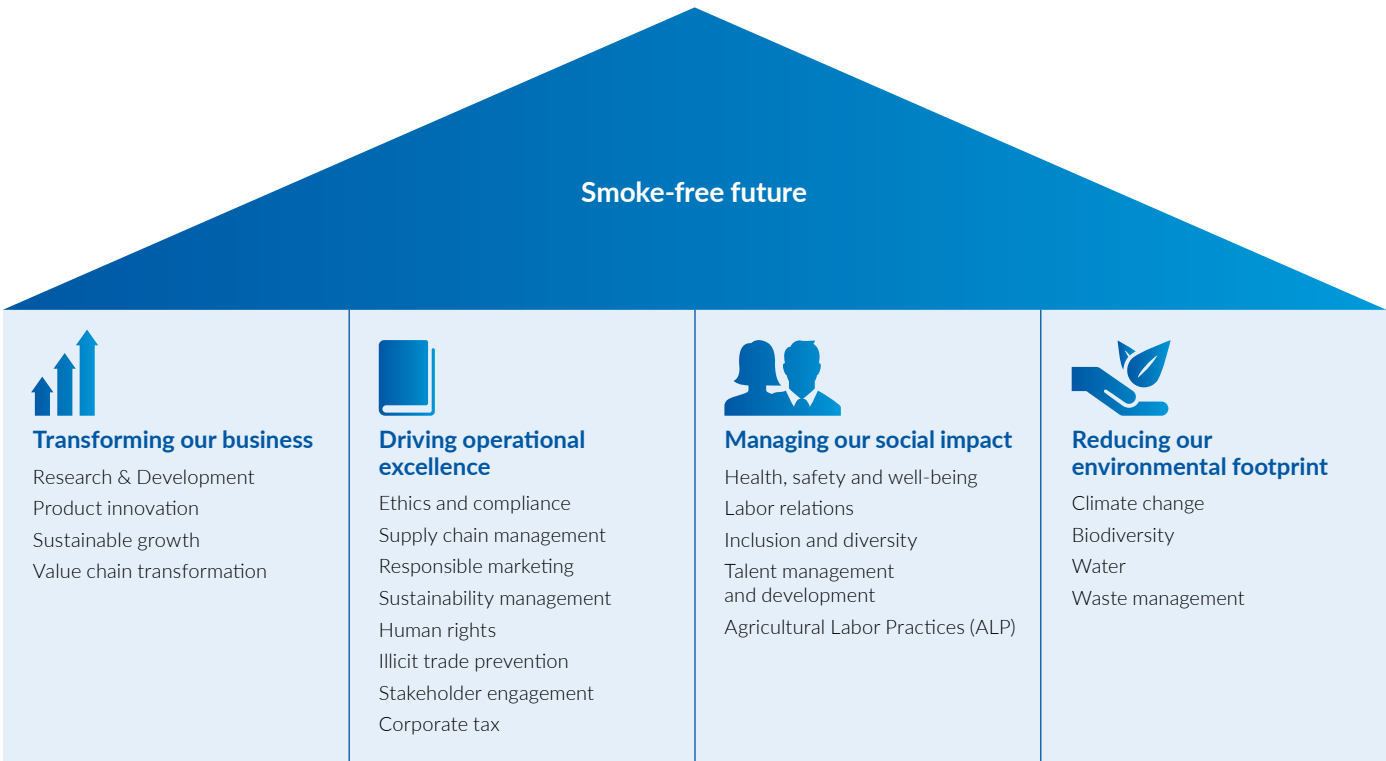 Smoke-free future
Transforming our business
Research & Development
Product innovation
Sustainable growth
Value chain transformation
Driving operational
excellence
Ethics and compliance
Supply chain management
Responsible marketing
Sustainability management
Human rights
Illicit trade prevention
Stakeholder engagement
Corporate tax
Managing our social impact
Health, safety and well-being
Labor relations
Inclusion and diversity
Talent management
and development
Agricultural Labor Practices (ALP)
Reducing our
environmental footprint
Climate change
Biodiversity
Water
Waste management